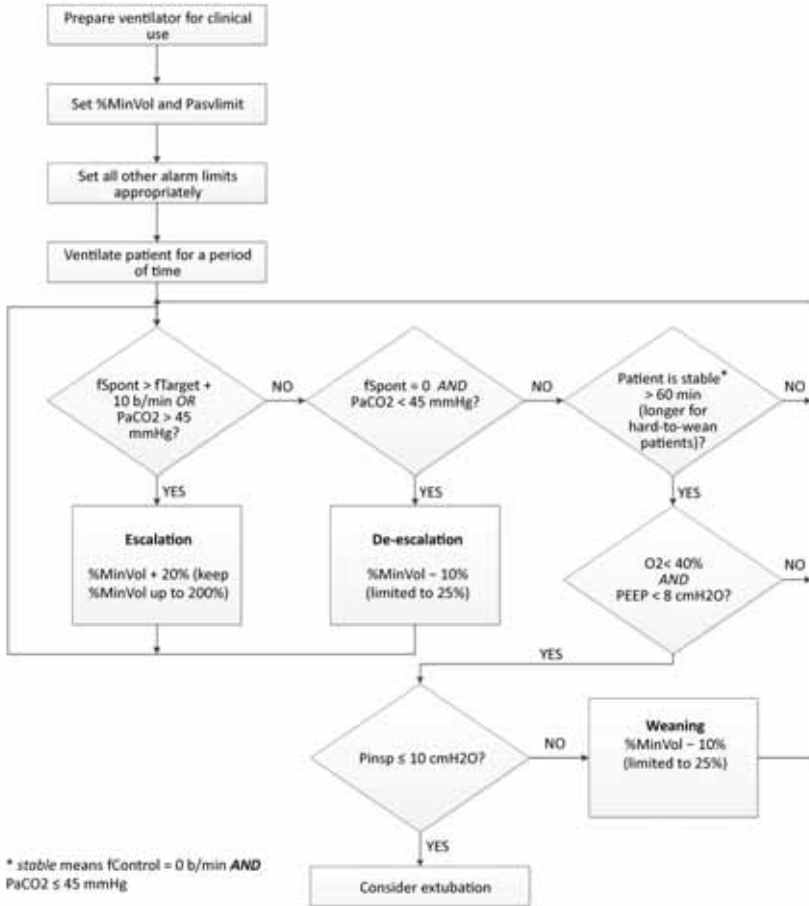 Prepare ventilator for clinical
use
Set %MinVol and Pasvlimit
Set all other alarm limits
appropriately
Ventilate patient for a period
of time
fSpont > fTarget +
10 b/min OR
PaCO2 > 45
mmHg?
NO
fSpont = 0 AND
PaCO2 < 45 mmHg?
NO
Patient is stable*
> 60 min
(longer for
hard-to-wean
patients)?
NO
YES
YES
YES
Escalation
%MinVol + 20% (keep
%MinVol up to 200%)
De-escalation
%MinVol – 10%
(limited to 25%)
O2< 40%
AND
PEEP < 8 cmH2O?
NO
YES
Pinsp ≤ 10 cmH2O?
NO
Weaning
%MinVol – 10%
(limited to 25%)
YES
Consider extubation
* stable means fControl = 0 b/min AND
PaCO2 ≤ 45 mmHg